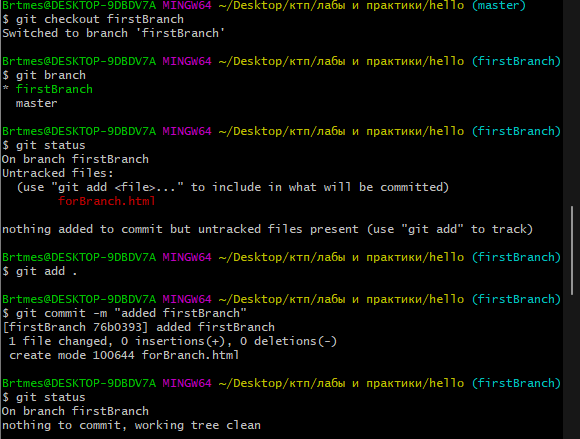 Brtmes@DESKTOP-9DBDV7A MINGW64 ~/Desktop/ктп/лабы и практики/hello (master)
$ git checkout firstBranch
Switched to branch 'firstBranch'
Brtmes@DESKTOP-9DBDV7A MINGW64 ~/Desktop/ктп/лабы и практики/hello (firstBranch)
$ git branch
* firstBranch
  master
Brtmes@DESKTOP-9DBDV7A MINGW64 ~/Desktop/ктп/лабы и практики/hello (firstBranch)
$ git status
On branch firstBranch
Untracked files:
  (use "git add <file>..." to include in what will be committed)
        forBranch.html
nothing added to commit but untracked files present (use "git add" to track)
Brtmes@DESKTOP-9DBDV7A MINGW64 ~/Desktop/ктп/лабы и практики/hello (firstBranch)
$ git add .
Brtmes@DESKTOP-9DBDV7A MINGW64 ~/Desktop/ктп/лабы и практики/hello (firstBranch)
$ git commit -m "added firstBranch"
[firstBranch 76b0393] added firstBranch
 1 file changed, 0 insertions(+), 0 deletions(-)
 create mode 100644 forBranch.html
Brtmes@DESKTOP-9DBDV7A MINGW64 ~/Desktop/ктп/лабы и практики/hello (firstBranch)
$ git status
On branch firstBranch
nothing to commit, working tree clean